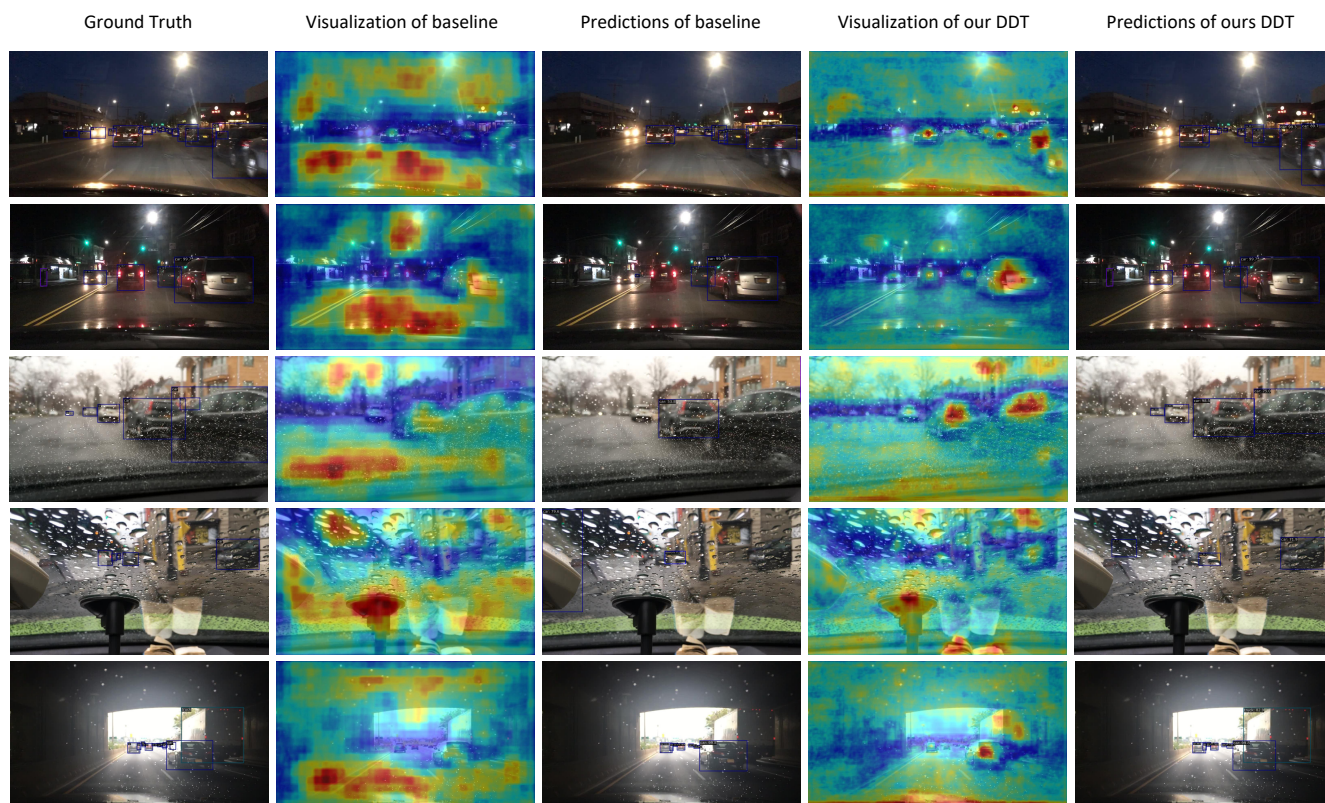 Ground Truth
Visualization of baseline
Predictions of baseline
Visualization of our DDT
Predictions of ours DDT